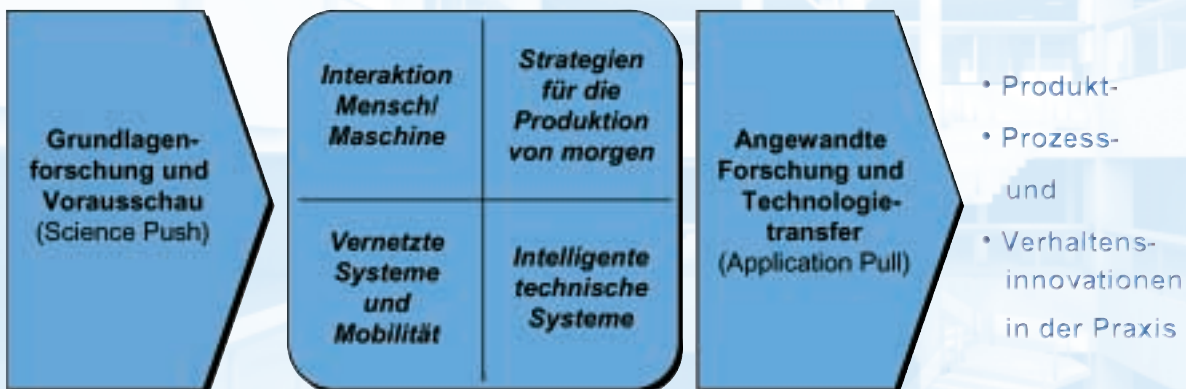 Grundlagen-
forschung und
Vorausschau
(Science Push)
Interaktion
Mensch/
Maschine
Strategien
für die
Produktion
von morgen
Vernetzte
Systeme
und
Mobilität
Intelligente
technische
Systeme
Angewandte
Forschung und
Technologie-
transfer
(Application Pull)
• Produkt-
• Prozess-
und
• Verhaltens-
innovationen
in der Praxis